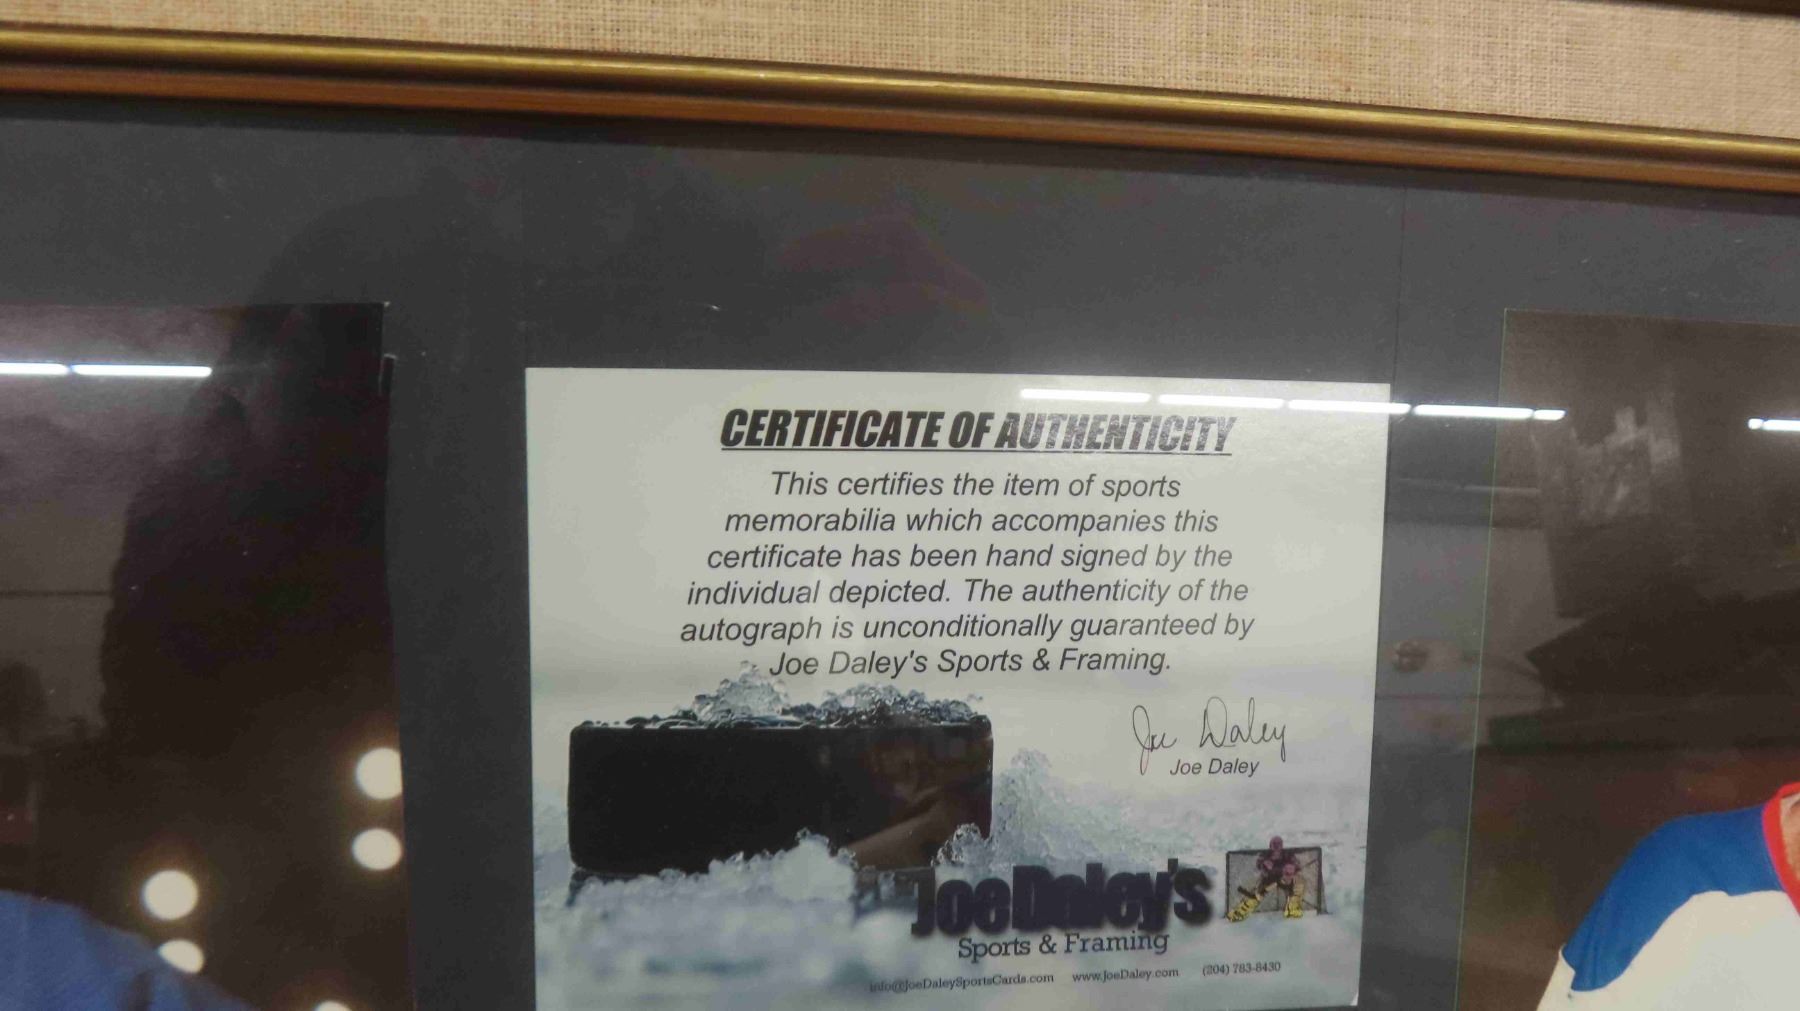 CERTIFICATE OF AUTHENTICITY
This certifies the item of sports
memorabilia which accompanies this
certificate has been hand signed by the
individual depicted. The authenticity of the
autograph is unconditionally guaranteed by
Joe Daley's Sports & Framing.
Joe Daley
Joe Daley
Joe Daley's
Sports & Framing
info@JoeDaleySportsCards.com www.JoeDaley.com (204) 783-8430